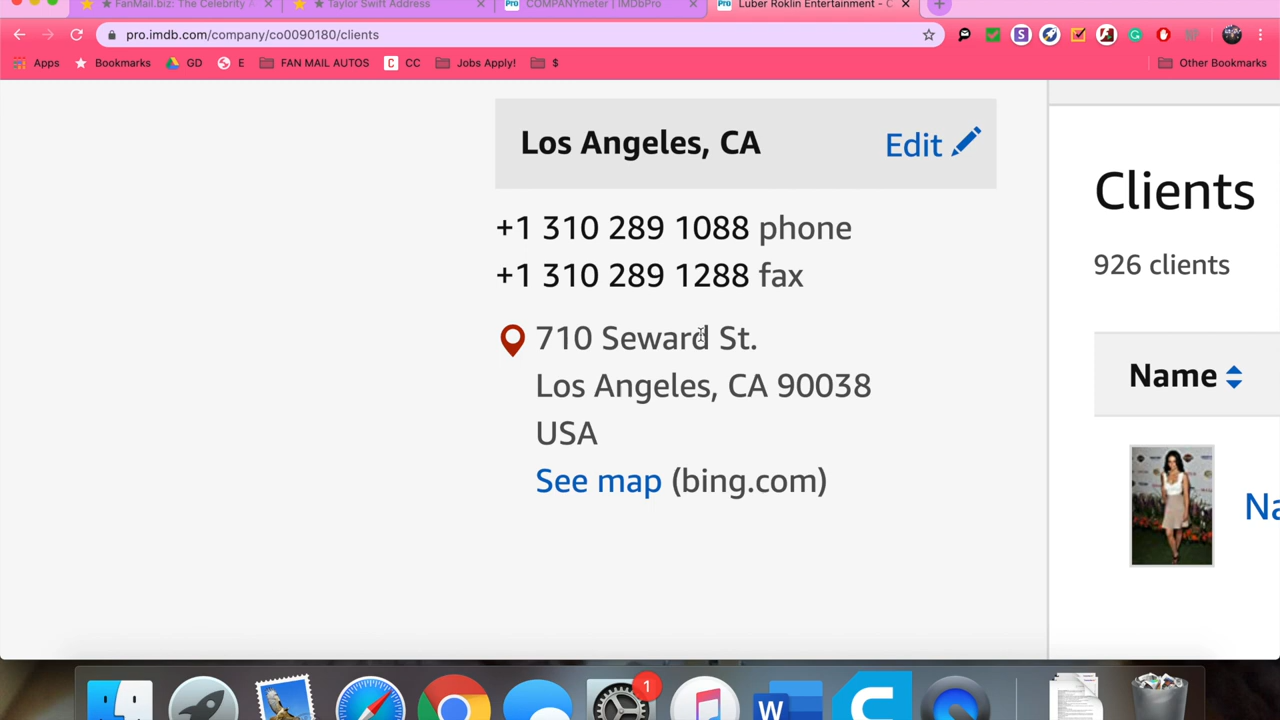 ★ FanMail.biz: The Celebrity A
★ Taylor Swift Address
Pro COMPANYmeter | IMDbPro
Pro Luber Roklin Entertainment - C
pro.imdb.com/company/co0090180/clients
Apps
Bookmarks
GD
E
FAN MAIL AUTOS
C CC
Jobs Apply!
$
Other Bookmarks
Los Angeles, CA
Edit
+1 310 289 1088 phone
+1 310 289 1288 fax
710 Seward St.
Los Angeles, CA 90038
USA
See map (bing.com)
Clients
926 clients
Name
Na
1
W